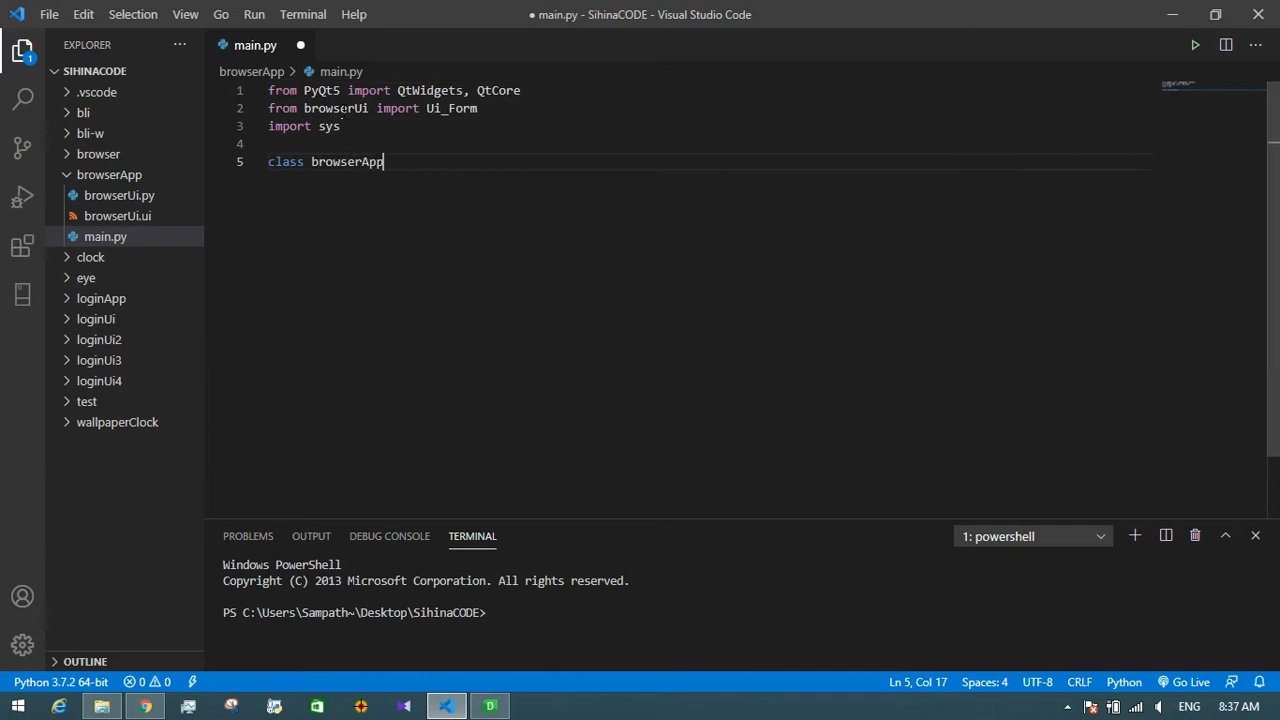 File Edit Selection View Go Run Terminal Help
● main.py - SihinaCODE - Visual Studio Code
EXPLORER ···
main.py ●
SIHINACODE
browserApp > main.py
.vscode
bli
bli-w
browser
browserApp
browserUi.py
browserUi.ui
main.py
clock
eye
loginApp
loginUi
loginUi2
loginUi3
loginUi4
test
wallpaperClock
OUTLINE
1 from PyQt5 import QtWidgets, QtCore
2 from browserUi import Ui_Form
3 import sys
4
5 class browserApp
PROBLEMS OUTPUT DEBUG CONSOLE TERMINAL
1: powershell
Windows PowerShell
Copyright (C) 2013 Microsoft Corporation. All rights reserved.
PS C:\Users\Sampath~\Desktop\SihinaCODE>
1
Python 3.7.2 64-bit 0 0
Ln 5, Col 17 Spaces: 4 UTF-8 CRLF Python Go Live
ENG 8:37 AM